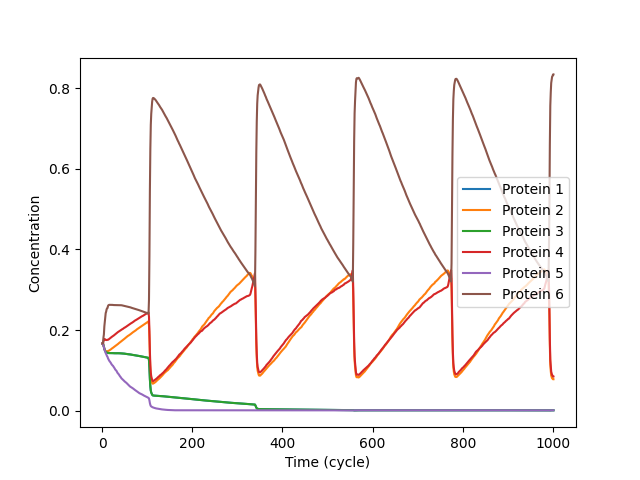 0.8
0.6
0.4
0.2
0.0
Concentration
0
200
400
600
800
1000
Time (cycle)
Protein 1
Protein 2
Protein 3
Protein 4
Protein 5
Protein 6